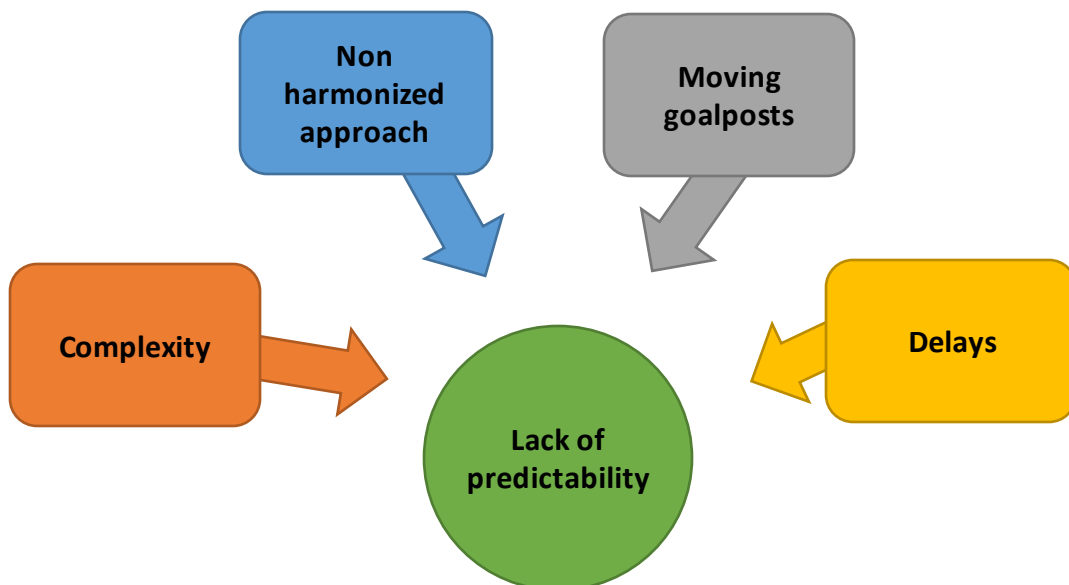 Non
harmonized
approach
Moving
goalposts
Complexity
Delays
Lack of
predictability